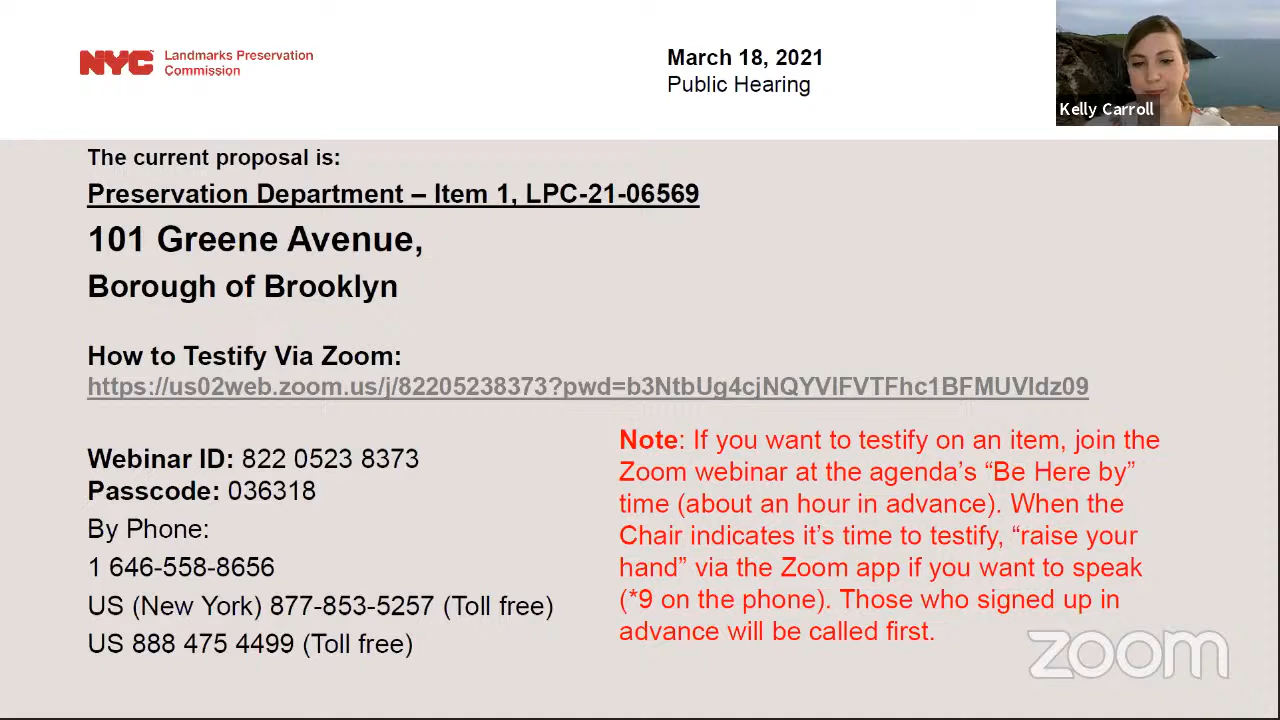 NYC Landmarks Preservation
Commission
March 18, 2021
Public Hearing
Kelly Carroll
The current proposal is:
Preservation Department – Item 1, LPC-21-06569
101 Greene Avenue,
Borough of Brooklyn
How to Testify Via Zoom:
https://us02web.zoom.us/j/82205238373?pwd=b3NtbUg4cjNQYVlFVTFhc1BFMUVIdz09
Webinar ID: 822 0523 8373
Passcode: 036318
By Phone:
1 646-558-8656
US (New York) 877-853-5257 (Toll free)
US 888 475 4499 (Toll free)
Note: If you want to testify on an item, join the
Zoom webinar at the agenda’s “Be Here by”
time (about an hour in advance). When the
Chair indicates it’s time to testify, “raise your
hand” via the Zoom app if you want to speak
(*9 on the phone). Those who signed up in
advance will be called first.
zoom